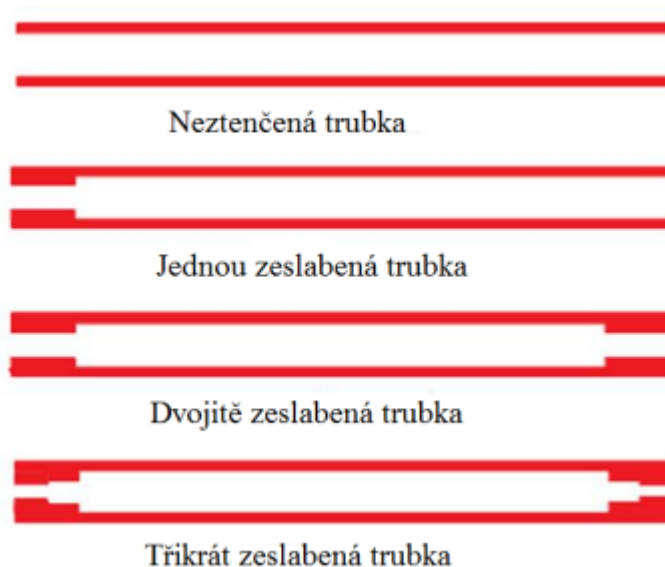 Neztenčená trubka
Jednou zeslabená trubka
Dvojitě zeslabená trubka
Třikrát zeslabená trubka